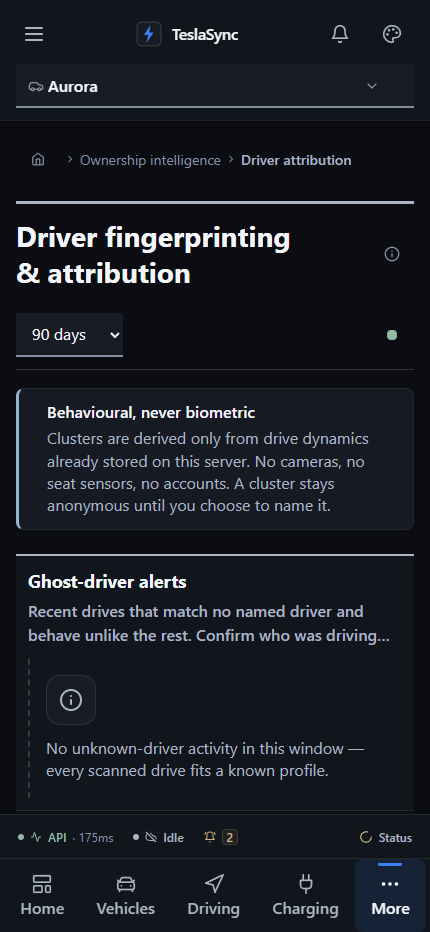 TeslaSync
Aurora
Ownership intelligence
Driver attribution
Driver fingerprinting
& attribution
90 days
Behavioural, never biometric
Clusters are derived only from drive dynamics
already stored on this server. No cameras, no
seat sensors, no accounts. A cluster stays
anonymous until you choose to name it.
Ghost-driver alerts
Recent drives that match no named driver and
behave unlike the rest. Confirm who was driving...
No unknown-driver activity in this window —
every scanned drive fits a known profile.
API · 175ms
Idle
2
Status
Home
Vehicles
Driving
Charging
More